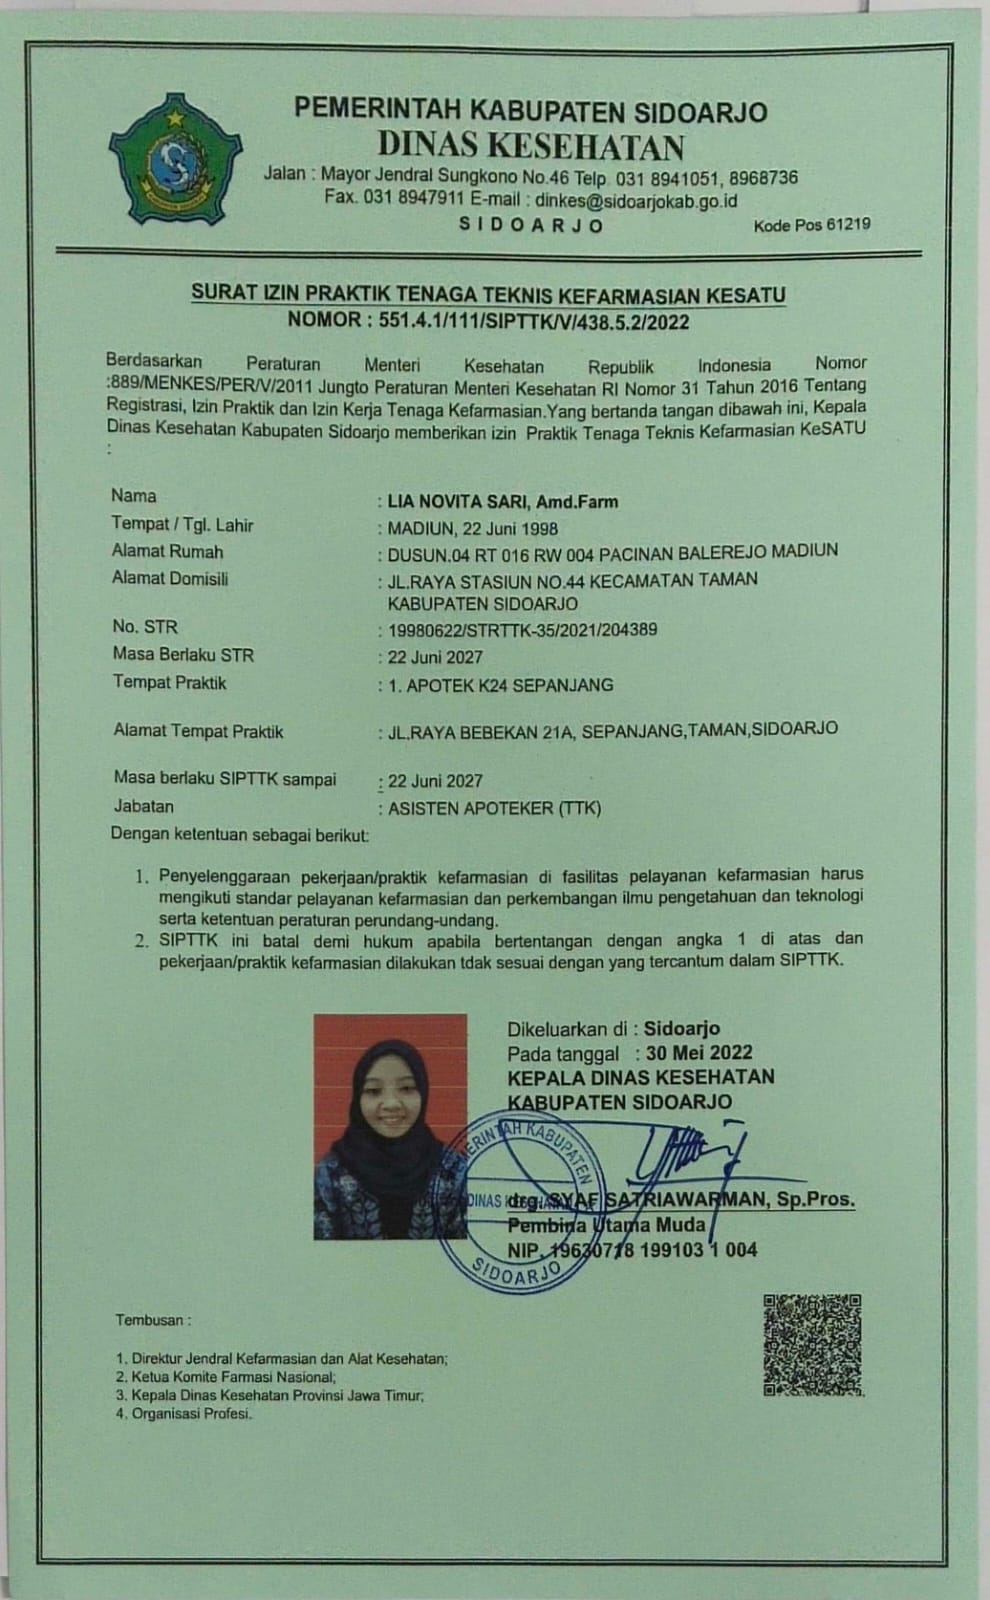 PEMERINTAH KABUPATEN SIDOARJO
DINAS KESEHATAN
Jalan : Mayor Jendral Sungkono No.46 Telp. 031 8941051, 8968736
Fax. 031 8947911 E-mail : dinkes@sidoarjokab.go.id
SIDOARJO Kode Pos 61219
SURAT IZIN PRAKTIK TENAGA TEKNIS KEFARMASIAN KESATU
NOMOR : 551.4.1/111/SIPTTK/V/438.5.2/2022
Berdasarkan Peraturan Menteri Kesehatan Republik Indonesia Nomor
:889/MENKES/PER/V/2011 Jungto Peraturan Menteri Kesehatan RI Nomor 31 Tahun 2016 Tentang
Registrasi, Izin Praktik dan Izin Kerja Tenaga Kefarmasian.Yang bertanda tangan dibawah ini, Kepala
Dinas Kesehatan Kabupaten Sidoarjo memberikan izin Praktik Tenaga Teknis Kefarmasian KeSATU
:
Nama : LIA NOVITA SARI, Amd.Farm
Tempat / Tgl. Lahir : MADIUN, 22 Juni 1998
Alamat Rumah : DUSUN.04 RT 016 RW 004 PACINAN BALEREJO MADIUN
Alamat Domisili : JL.RAYA STASIUN NO.44 KECAMATAN TAMAN
KABUPATEN SIDOARJO
No. STR : 19980622/STRTTK-35/2021/204389
Masa Berlaku STR : 22 Juni 2027
Tempat Praktik : 1. APOTEK K24 SEPANJANG
Alamat Tempat Praktik : JL.RAYA BEBEKAN 21A, SEPANJANG,TAMAN,SIDOARJO
Masa berlaku SIPTTK sampai : 22 Juni 2027
Jabatan : ASISTEN APOTEKER (TTK)
Dengan ketentuan sebagai berikut:
1. Penyelenggaraan pekerjaan/praktik kefarmasian di fasilitas pelayanan kefarmasian harus
mengikuti standar pelayanan kefarmasian dan perkembangan ilmu pengetahuan dan teknologi
serta ketentuan peraturan perundang-undang.
2. SIPTTK ini batal demi hukum apabila bertentangan dengan angka 1 di atas dan
pekerjaan/praktik kefarmasian dilakukan tdak sesuai dengan yang tercantum dalam SIPTTK.
Dikeluarkan di : Sidoarjo
Pada tanggal : 30 Mei 2022
KEPALA DINAS KESEHATAN
KABUPATEN SIDOARJO
PEMERINTAH KABUPATEN
DINAS KESEHATAN
SIDOARJO
drg. SYAF SATRIAWARMAN, Sp.Pros.
Pembina Utama Muda
NIP. 19630718 199103 1 004
Tembusan :
1. Direktur Jendral Kefarmasian dan Alat Kesehatan;
2. Ketua Komite Farmasi Nasional;
3. Kepala Dinas Kesehatan Provinsi Jawa Timur;
4. Organisasi Profesi.